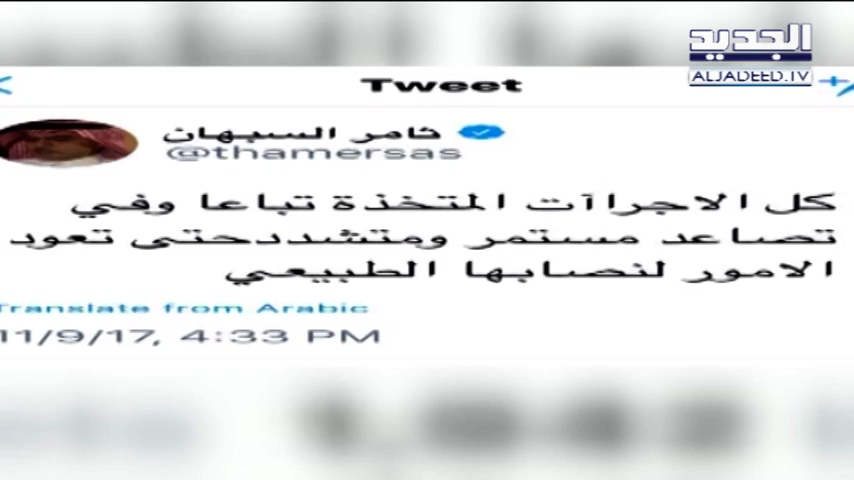 الجديد
ALJADEED.TV
Tweet
ثامر السبهان
@thamersas
كل الاجراآت المتخذة تباعا وفي
تصاعد مستمر ومتشددحتى تعود
الامور لنصابها الطبيعي
Translate from Arabic
11/9/17, 4:33 PM